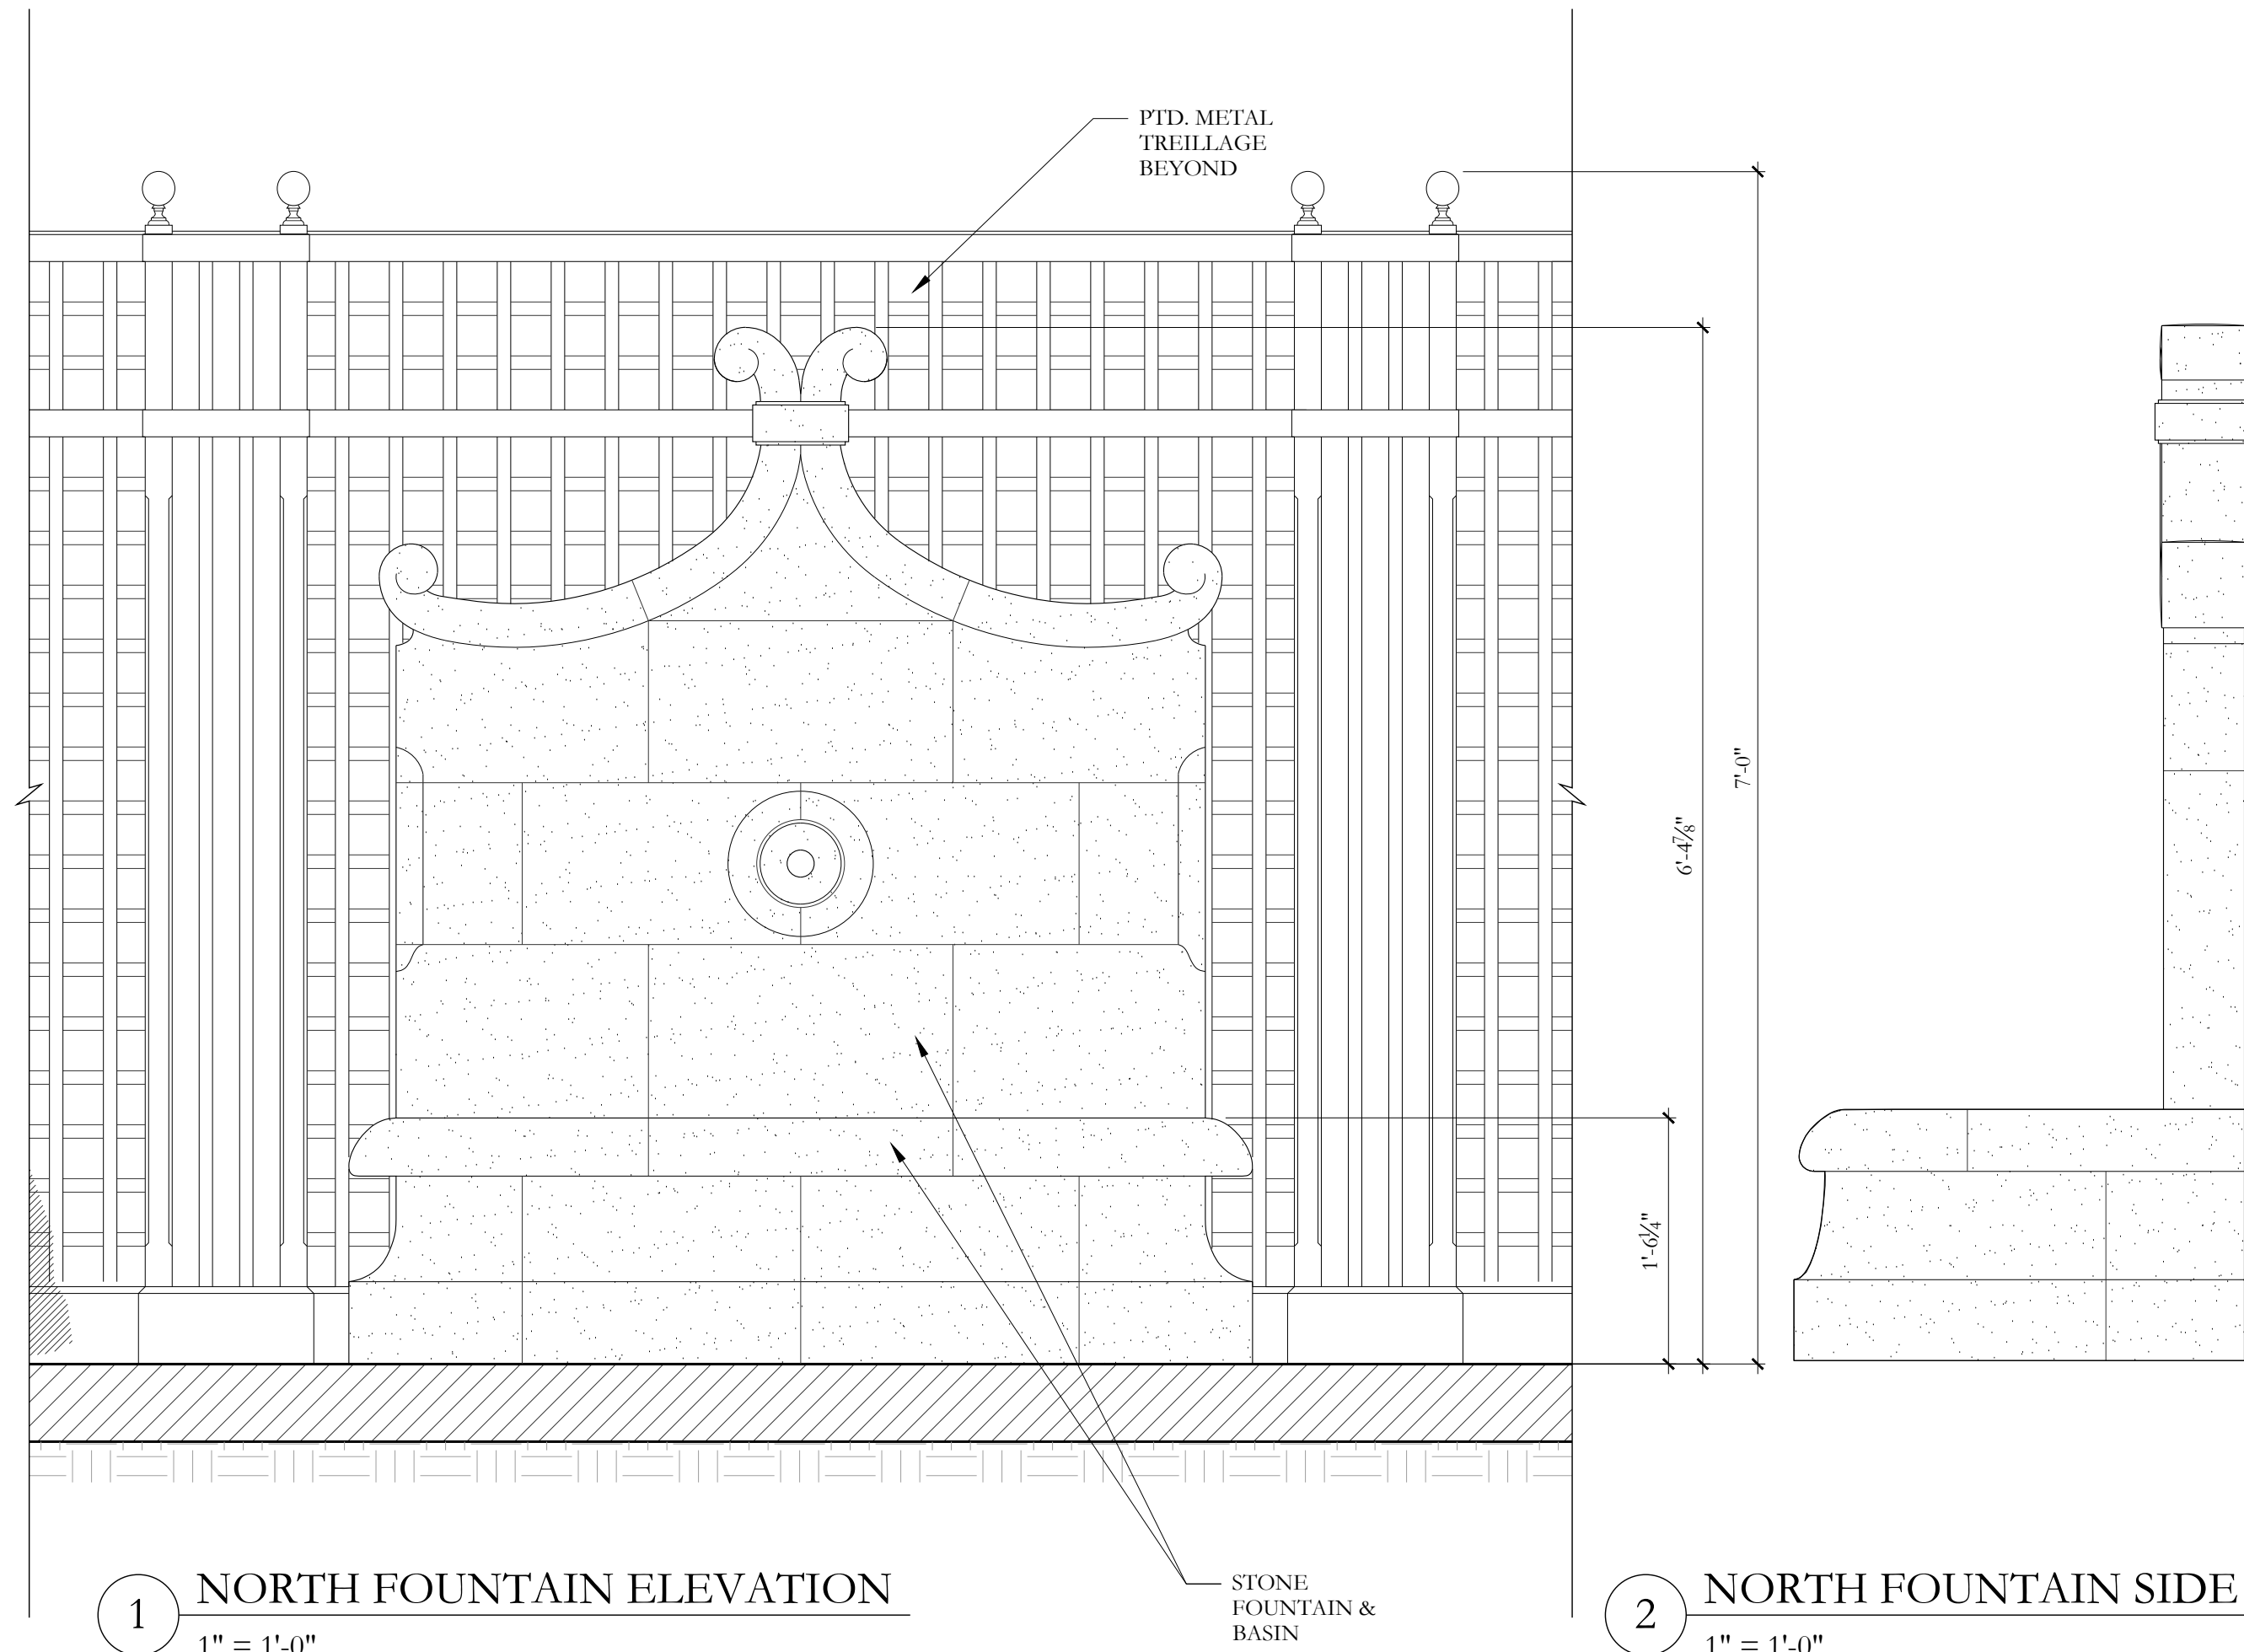 PTD. METAL
TREILLAGE
BEYOND
7'-0"
6'-4⅞"
1'-6¼"
STONE
FOUNTAIN &
BASIN
1
NORTH FOUNTAIN ELEVATION
1" = 1'-0"
2
NORTH FOUNTAIN SIDE
1" = 1'-0"